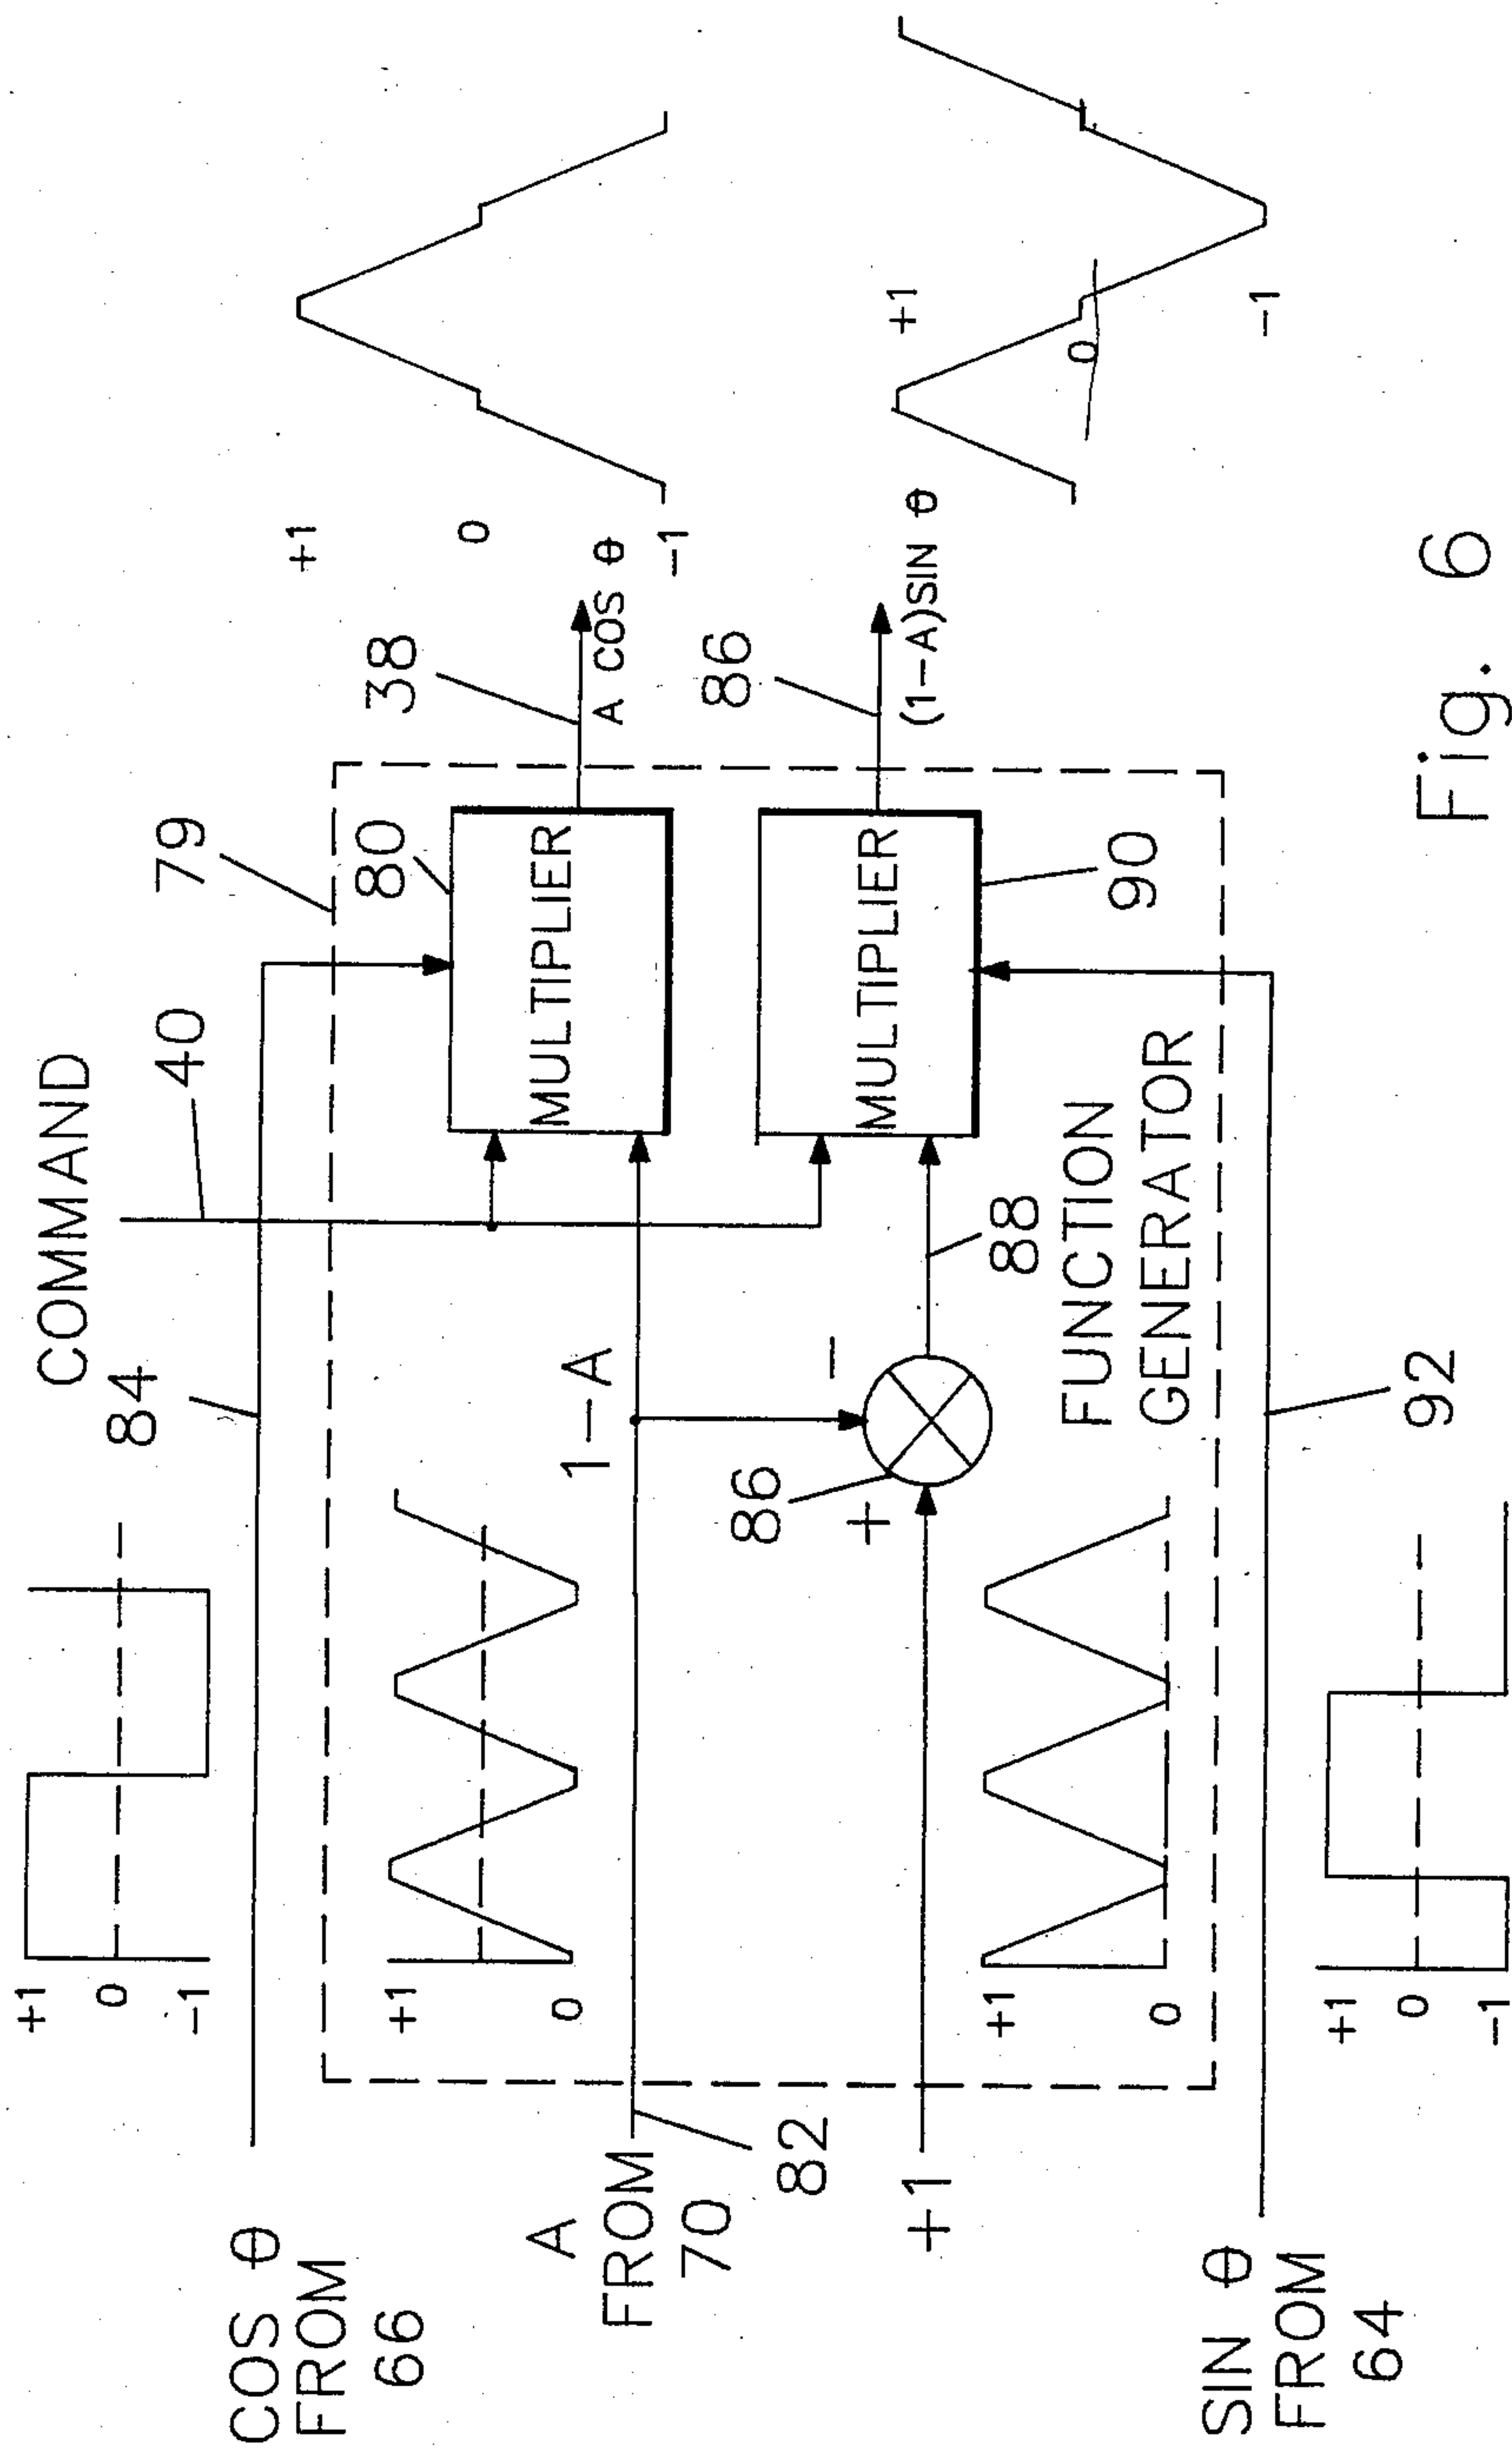 COMMAND
40
84
79
+1
0
-1
COS θ
FROM
66
+1
0
80
MULTIPLIER
38
A COS θ
+1
0
-1
1-A
A
FROM
70
82
86
+
-
88
MULTIPLIER
90
86
(1-A)SIN θ
+1
0
-1
+1
+1
0
FUNCTION
GENERATOR
SIN θ
FROM
64
92
+1
0
-1
Fig. 6